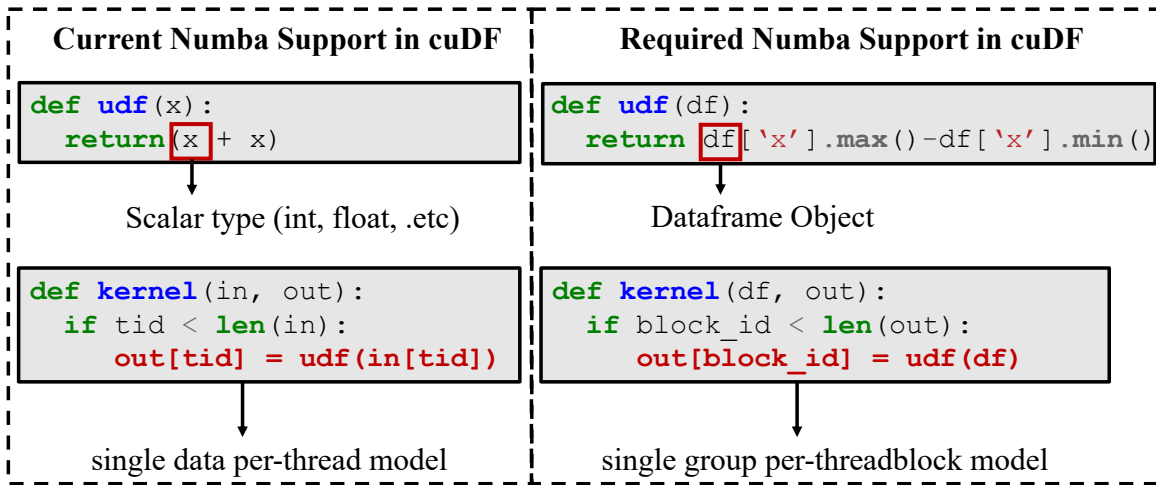 Current Numba Support in cuDF
def udf(x):
return(x + x)
Scalar type (int, float, .etc)
def kernel(in, out):
if tid < len(in):
out[tid] = udf(in[tid])
single data per-thread model
Required Numba Support in cuDF
def udf(df):
return df[‘x’].max()-df[‘x’].min()
Dataframe Object
def kernel(df, out):
if block_id < len(out):
out[block_id] = udf(df)
single group per-threadblock model